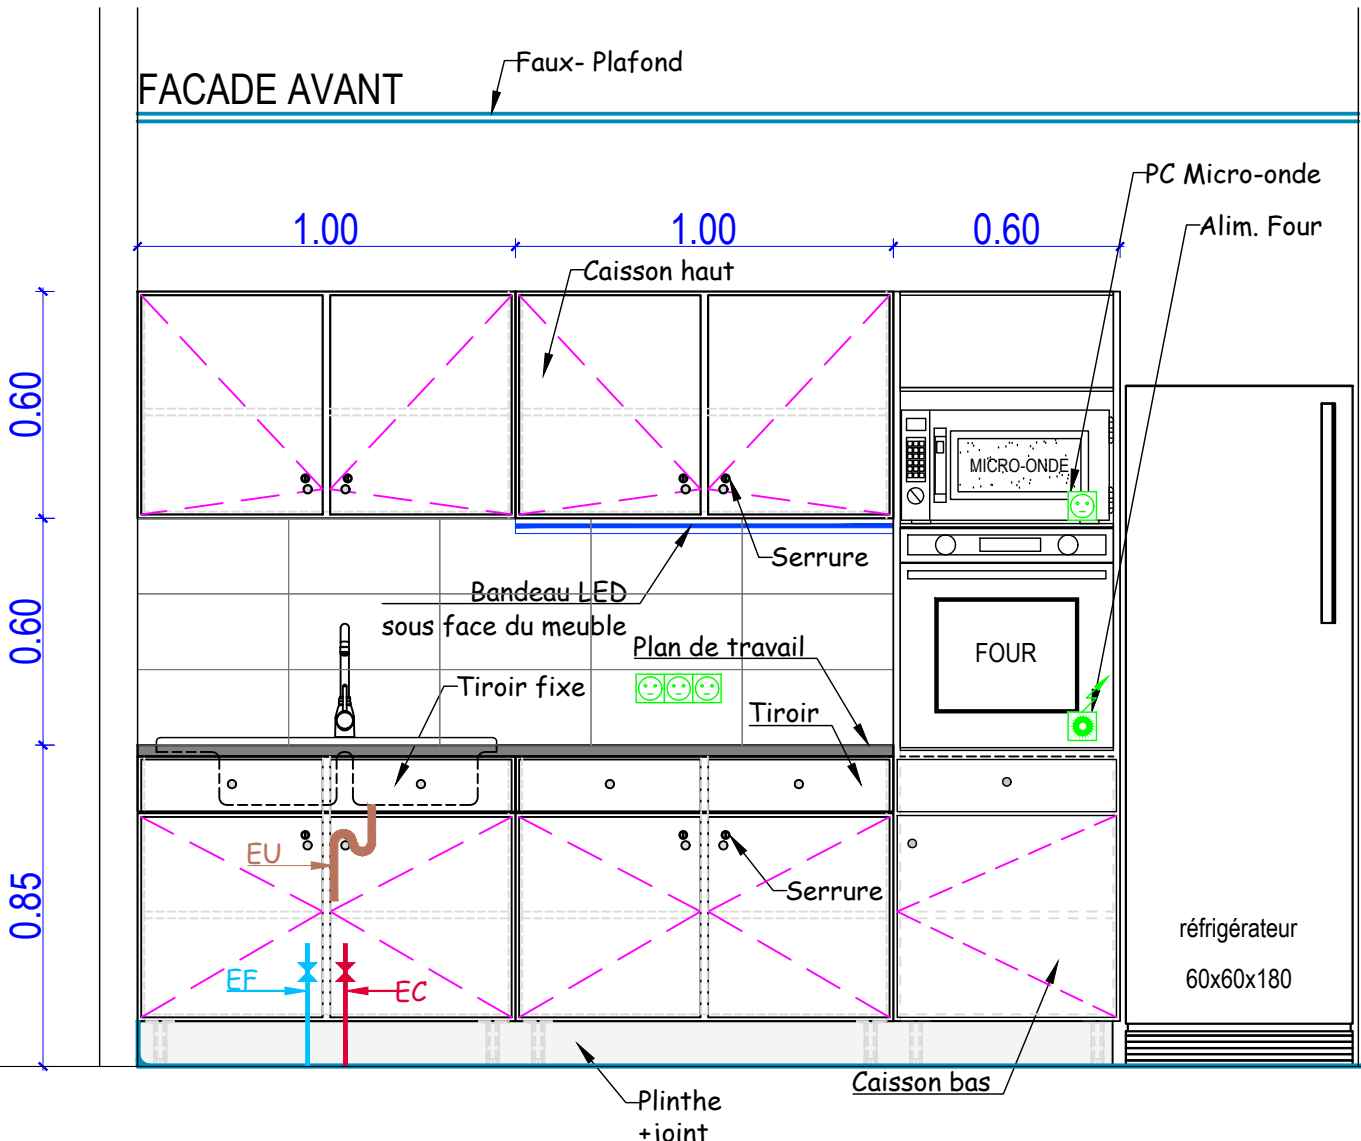 Faux- Plafond
FACADE AVANT
PC Micro-onde
Alim. Four
1.00
1.00
0.60
Caisson haut
0.60
MICRO-ONDE
Serrure
Bandeau LED
sous face du meuble
0.60
Plan de travail
FOUR
Tiroir fixe
Tiroir
EU
Serrure
0.85
réfrigérateur
60x60x180
EF
EC
Caisson bas
Plinthe
+joint